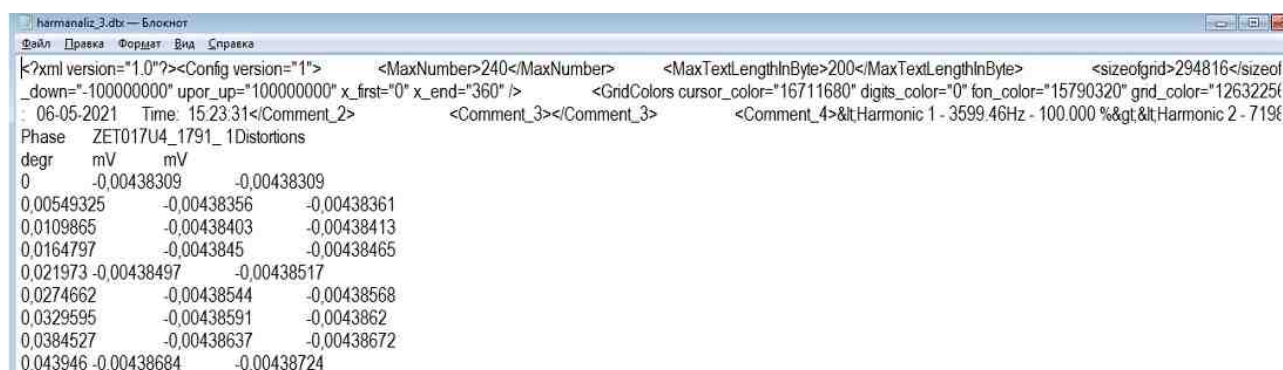 harmanaliz_3.dtx — Блокнот
Файл Правка Формат Вид Справка
<?xml version="1.0"?><Config version="1"> <MaxNumber>240</MaxNumber> <MaxTextLengthInByte>200</MaxTextLengthInByte> <sizeofgrid>294816</sizeof
_down="-100000000" upor_up="100000000" x_first="0" x_end="360" /> <GridColors cursor_color="16711680" digits_color="0" fon_color="15790320" grid_color="12632256
: 06-05-2021 Time: 15:23:31</Comment_2> <Comment_3></Comment_3> <Comment_4>&lt;Harmonic 1 - 3599.46Hz - 100.000 %&gt;&lt;Harmonic 2 - 7198
Phase ZET017U4_1791_ 1Distortions
degr mV mV
0 -0,00438309 -0,00438309
0,00549325 -0,00438356 -0,00438361
0,0109865 -0,00438403 -0,00438413
0,0164797 -0,0043845 -0,00438465
0,021973 -0,00438497 -0,00438517
0,0274662 -0,00438544 -0,00438568
0,0329595 -0,00438591 -0,0043862
0,0384527 -0,00438637 -0,00438672
0,043946 -0,00438684 -0,00438724